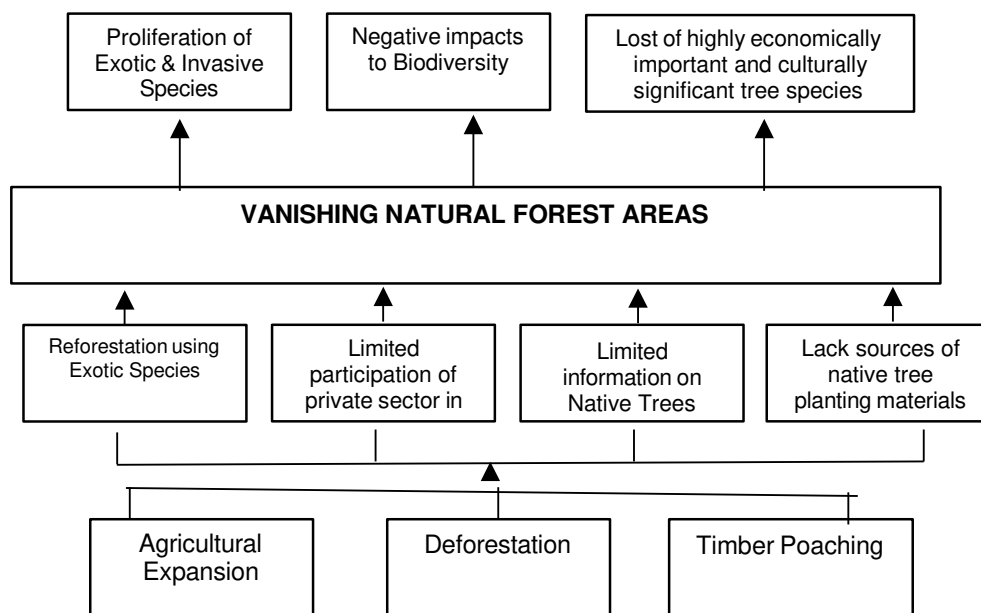 Proliferation of
Exotic & Invasive
Species
Negative impacts
to Biodiversity
Lost of highly economically
important and culturally
significant tree species
VANISHING NATURAL FOREST AREAS
Reforestation using
Exotic Species
Limited
participation of
private sector in
Limited
information on
Native Trees
Lack sources of
native tree
planting materials
Agricultural
Expansion
Deforestation
Timber Poaching